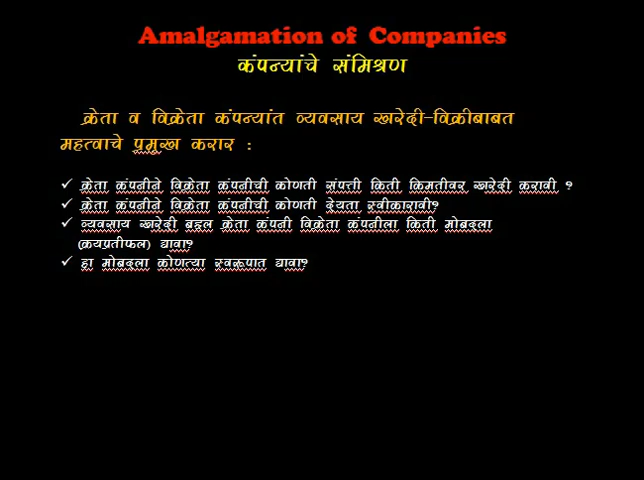 Amalgamation of Companies
कंपन्यांचे संमिश्रण
क्रेता व विक्रेता कंपन्यांत व्यवसाय खरेदी-विक्रीबाबत
महत्वाचे प्रमुख करार :
✓ क्रेता कंपनीने विक्रेता कंपनीची कोणती संपत्ती किती किमतीवर खरेदी करावी ?
✓ क्रेता कंपनीने विक्रेता कंपनीची कोणती देयता स्वीकारावी?
✓ व्यवसाय खरेदी बद्दल क्रेता कंपनी विक्रेता कंपनीला किती मोबदला
(क्रयप्रतीफल) द्यावा?
✓ हा मोबदला कोणत्या स्वरूपात द्यावा?